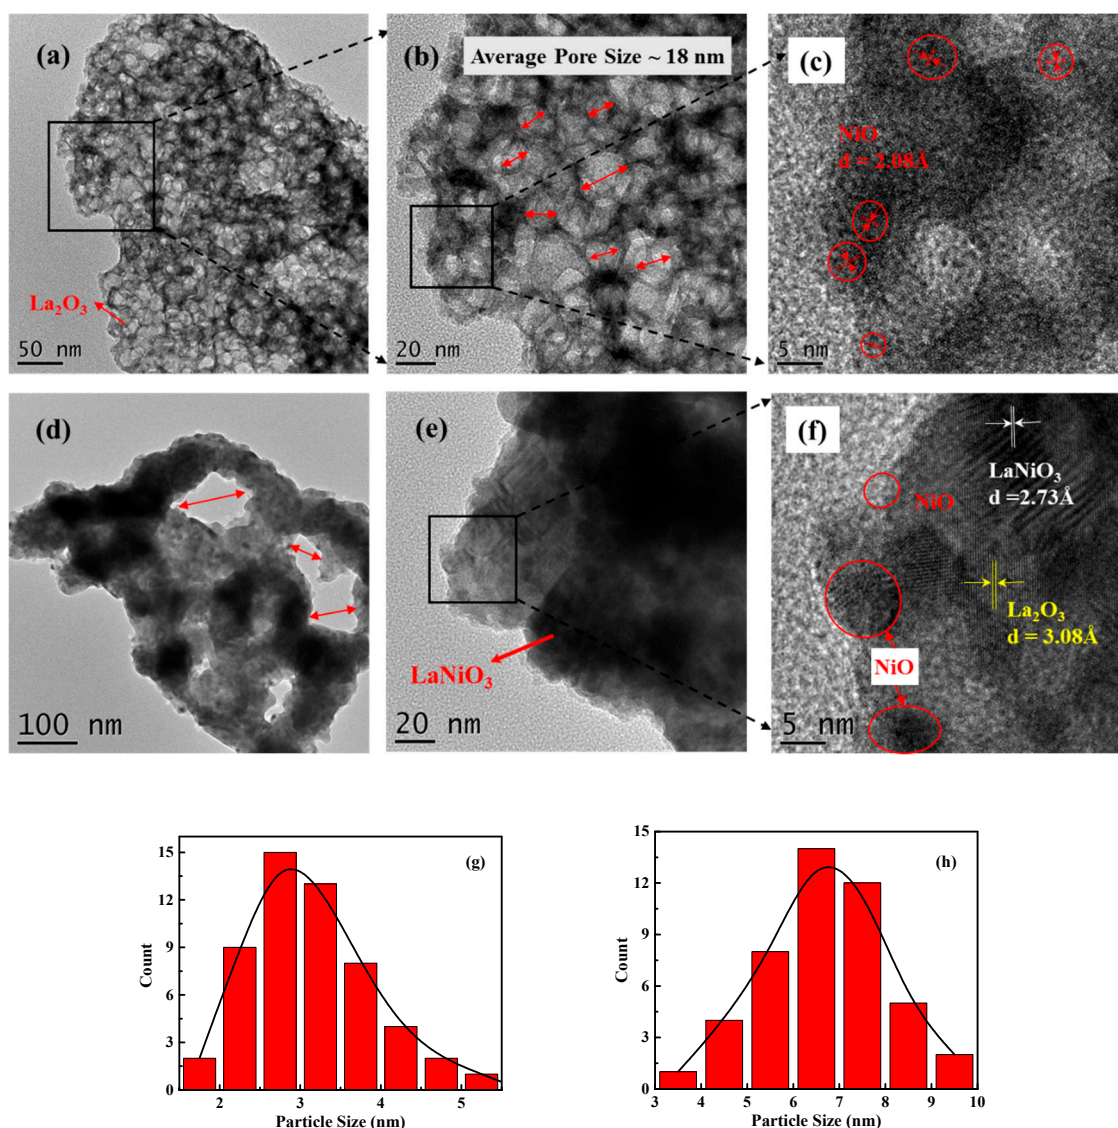 (a)
La₂O₃
50 nm
(b)
Average Pore Size ~ 18 nm
20 nm
(c)
NiO
d = 2.08Å
5 nm
(d)
100 nm
(e)
LaNiO₃
20 nm
(f)
LaNiO₃
d =2.73Å
NiO
La₂O₃
d = 3.08Å
NiO
5 nm
(g)
15
12
9
6
3
0
Count
2 3 4 5
Particle Size (nm)
(h)
15
12
9
6
3
0
Count
3 4 5 6 7 8 9 10
Particle Size (nm)